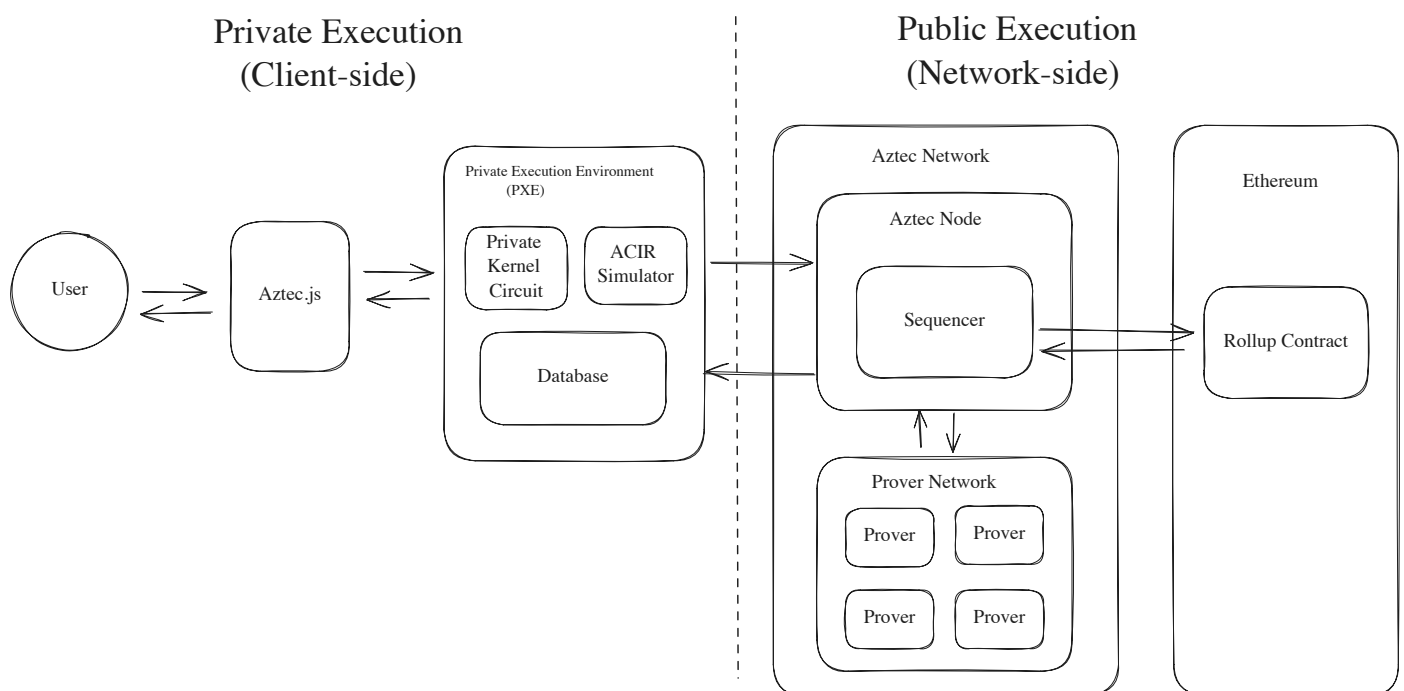 Private Execution
(Client-side)
Public Execution
(Network-side)
User
Aztec.js
Private Execution Environment
(PXE)
Private
Kernel
Circuit
ACIR
Simulator
Database
Aztec Network
Aztec Node
Sequencer
Prover Network
Prover
Prover
Prover
Prover
Ethereum
Rollup Contract